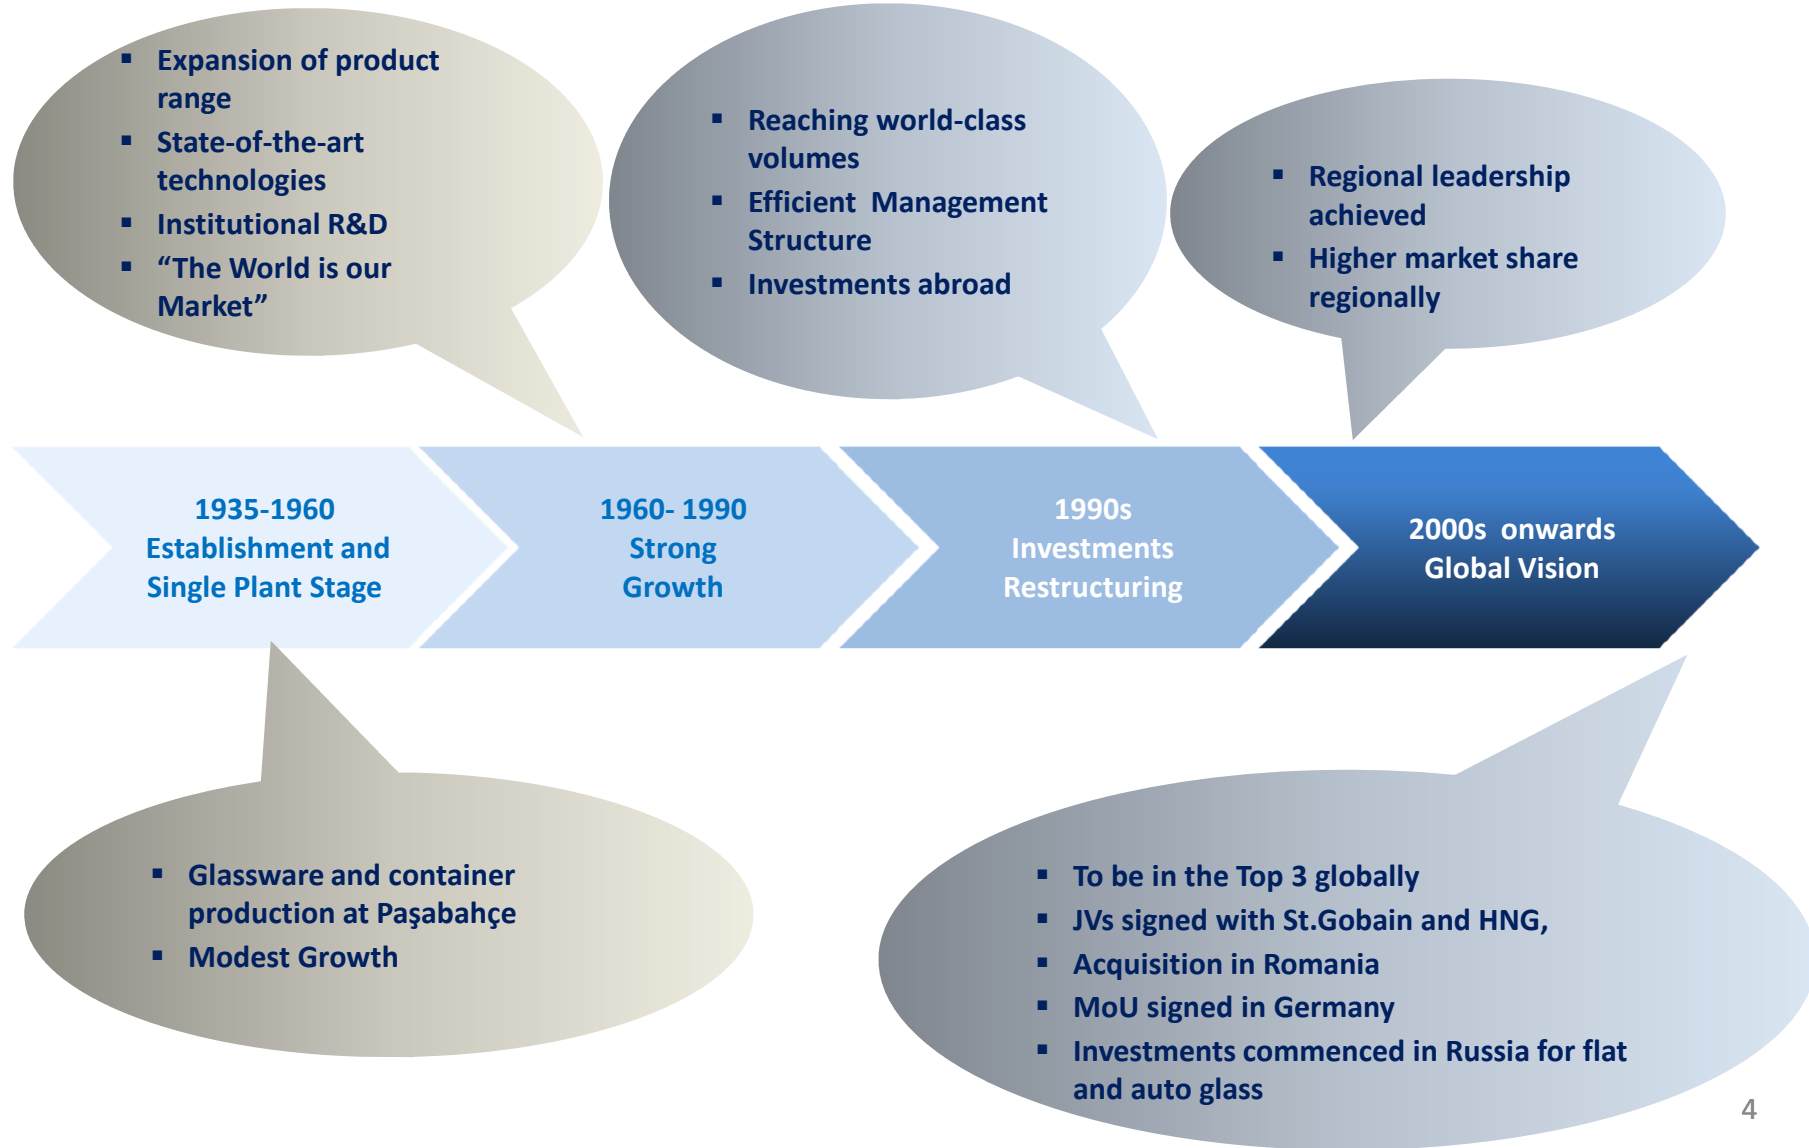 ▪ Expansion of product
range
▪ State-of-the-art
technologies
▪ Institutional R&D
▪ “The World is our
Market”
▪ Reaching world-class
volumes
▪ Efficient  Management
Structure
▪ Investments abroad
▪ Regional leadership
achieved
▪ Higher market share
regionally
1935-1960
Establishment and
Single Plant Stage
1960- 1990
Strong
Growth
1990s
Investments
Restructuring
2000s  onwards
Global Vision
▪ Glassware and container
production at Paşabahçe
▪ Modest Growth
▪ To be in the Top 3 globally
▪ JVs signed with St.Gobain and HNG,
▪ Acquisition in Romania
▪ MoU signed in Germany
▪ Investments commenced in Russia for flat
and auto glass
4